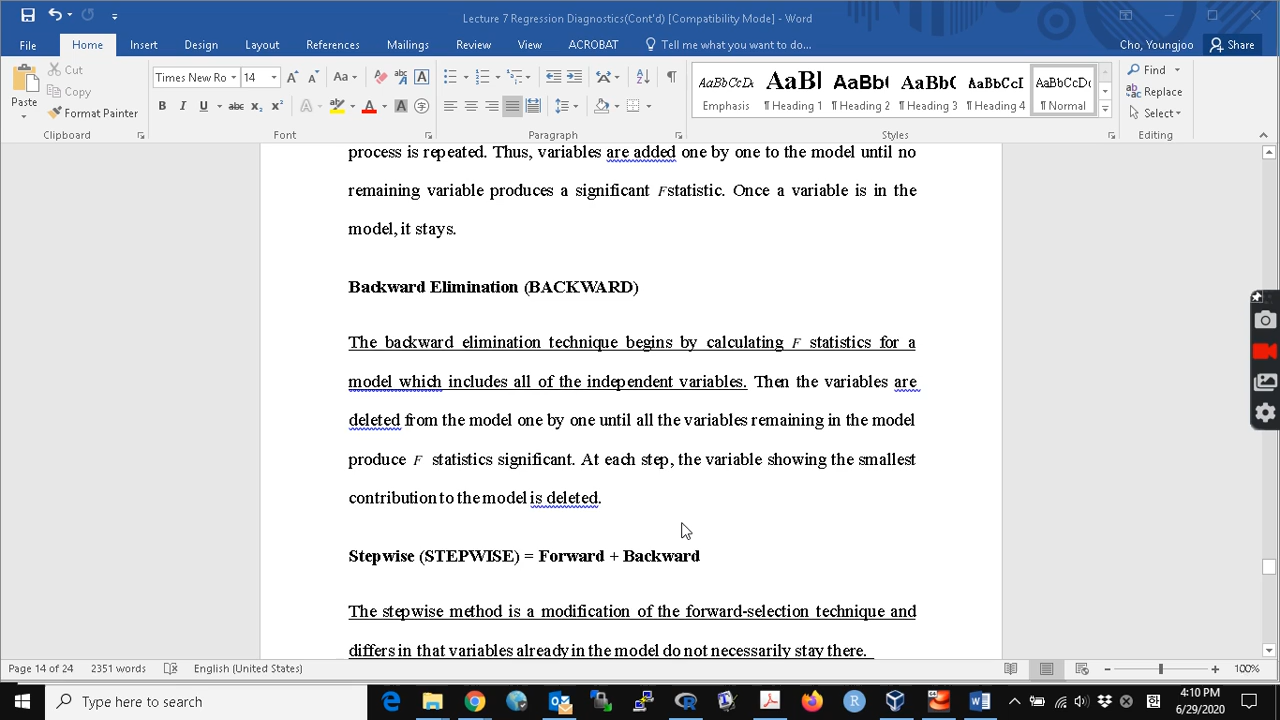 Lecture 7 Regression Diagnostics(Cont'd) [Compatibility Mode] - Word
File Home Insert Design Layout References Mailings Review View ACROBAT Tell me what you want to do... Cho, Youngjoo Share
Paste Cut Copy Format Painter
Times New Ro 14
AaBbCcDc AaBl AaBb( AaBb( AaBbCcI AaBbCcDc
Emphasis ¶ Heading 1 ¶ Heading 2 ¶ Heading 3 ¶ Heading 4 ¶ Normal
Find Replace Select
Clipboard Font Paragraph Styles Editing
process is repeated. Thus, variables are added one by one to the model until no
remaining variable produces a significant F statistic. Once a variable is in the
model, it stays.
Backward Elimination (BACKWARD)
The backward elimination technique begins by calculating F statistics for a
model which includes all of the independent variables. Then the variables are
deleted from the model one by one until all the variables remaining in the model
produce F statistics significant. At each step, the variable showing the smallest
contribution to the model is deleted.
Stepwise (STEPWISE) = Forward + Backward
The stepwise method is a modification of the forward-selection technique and
differs in that variables already in the model do not necessarily stay there.
Page 14 of 24 2351 words English (United States) 100%
Type here to search 4:10 PM
6/29/2020